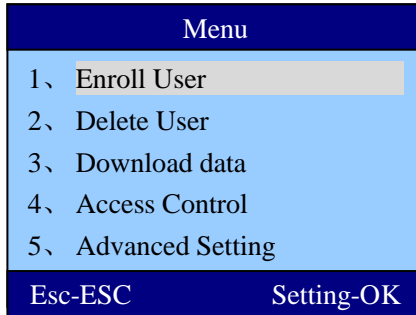 Menu
1、 Enroll User
2、 Delete User
3、 Download data
4、 Access Control
5、 Advanced Setting
Esc-ESC Setting-OK